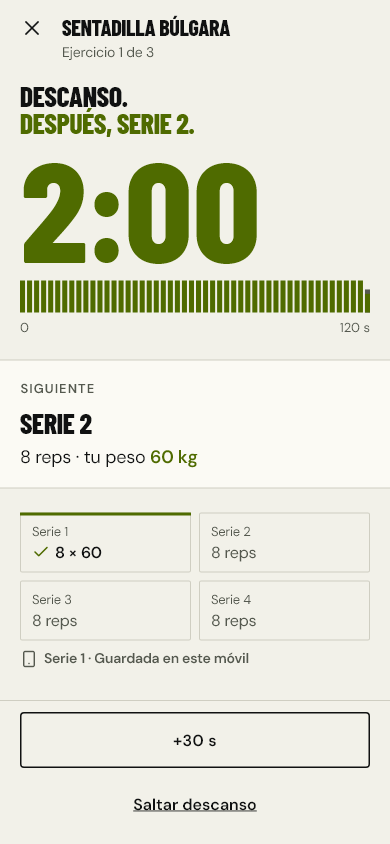 SENTADILLA BÚLGARA
Ejercicio 1 de 3
DESCANSO.
DESPUÉS, SERIE 2.
2:00
0
120 s
SIGUIENTE
SERIE 2
8 reps · tu peso 60 kg
Serie 1
8 × 60
Serie 2
8 reps
Serie 3
8 reps
Serie 4
8 reps
Serie 1 · Guardada en este móvil
+30 s
Saltar descanso